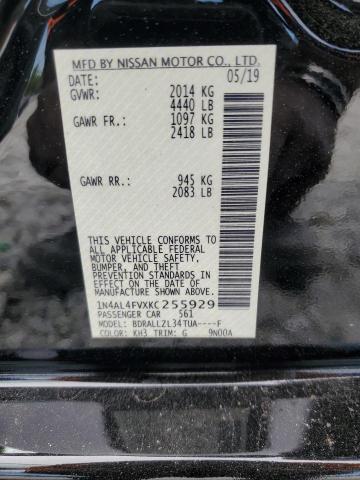 MFD BY NISSAN MOTOR CO., LTD.
DATE: 05/19
GVWR: 2014 KG
4440 LB
GAWR FR: 1097 KG
2418 LB
GAWR RR: 945 KG
2083 LB
THIS VEHICLE CONFORMS
TO ALL APPLICABLE FEDERAL
MOTOR VEHICLE SAFETY,
BUMPER, AND THEFT
PREVENTION STANDARDS
IN EFFECT ON THE DATE
OF MANUFACTURE SHOWN ABOVE.
1N4AL4FVXKC255929
PASSENGER CAR 561
MODEL: BDRALLZL34TUA----F
COLOR: KH3 TRIM: G 9N00A